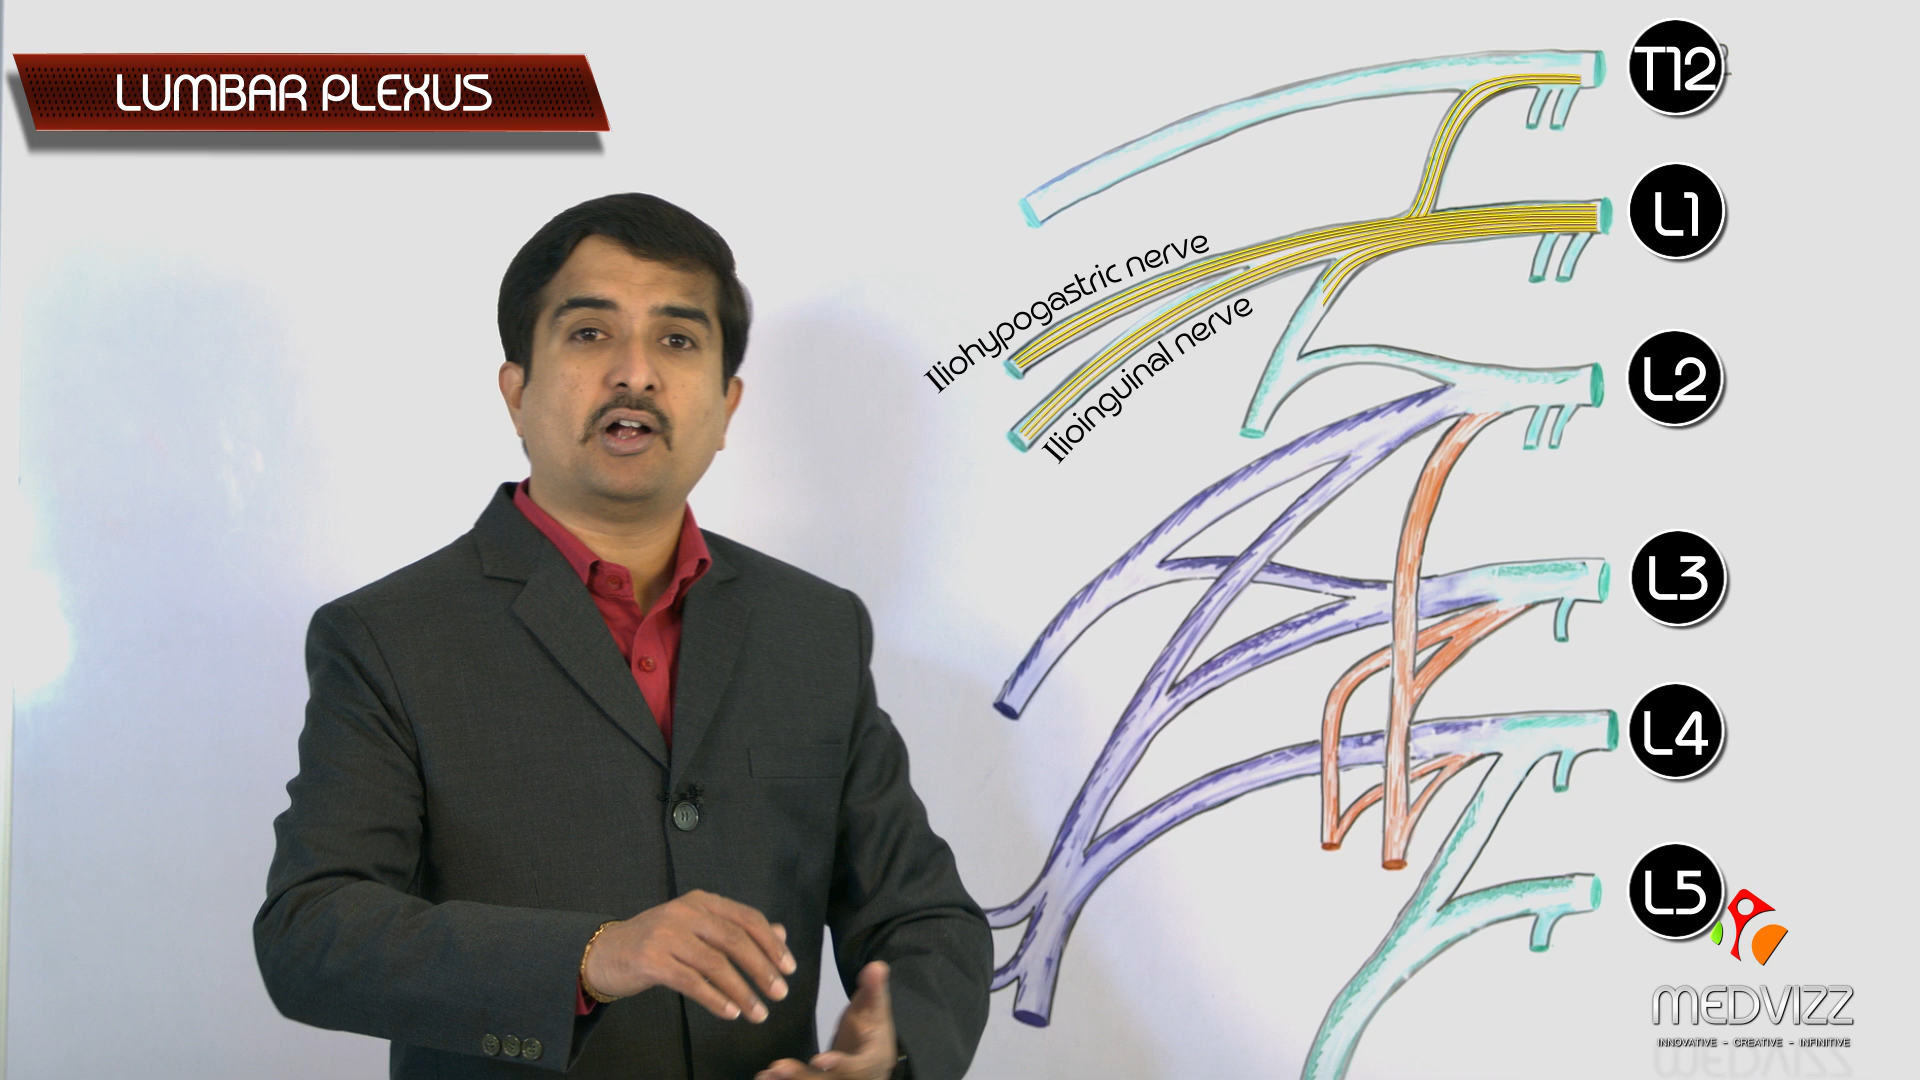 LUMBAR PLEXUS
T12
L1
Iliohypogastric nerve
Ilioinguinal nerve
L2
L3
L4
L5
MEDVIZZ
INNOVATIVE - CREATIVE - INFINITIVE